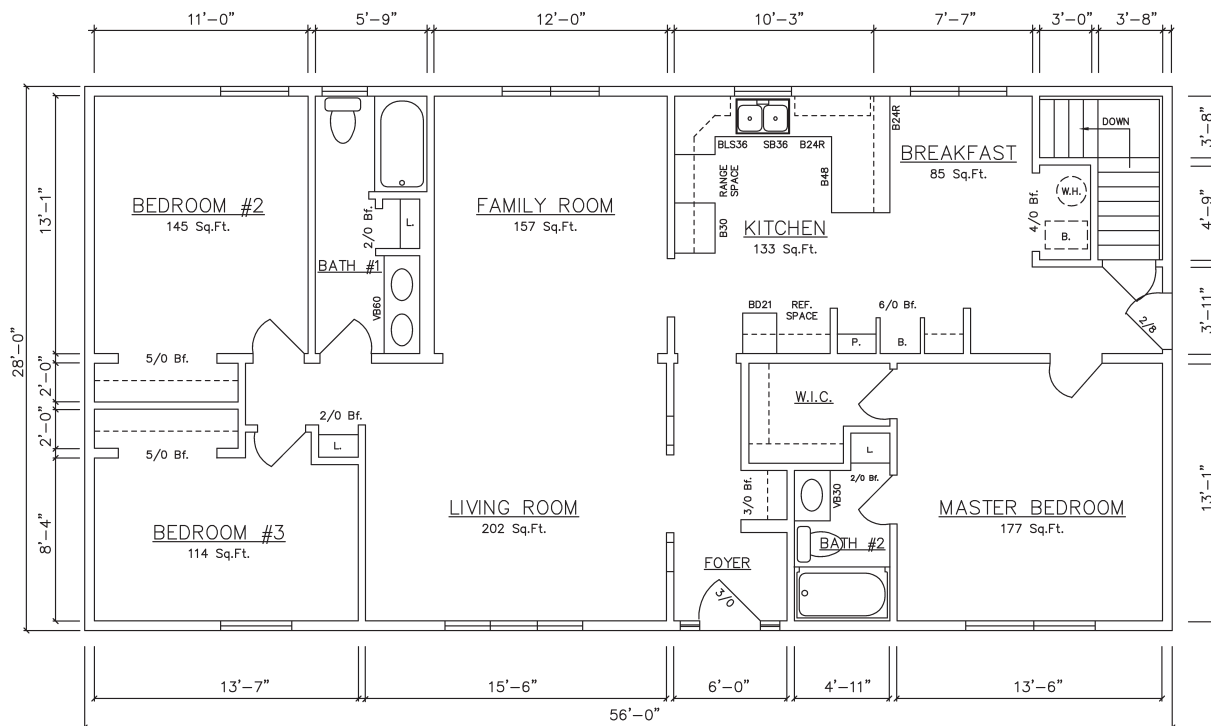 11'-0" 5'-9" 12'-0" 10'-3" 7'-7" 3'-0" 3'-8"
28'-0"
13'-1"
2'-0"
2'-0"
8'-4"
BEDROOM #2
145 Sq.Ft.
5/0 Bf.
BATH #1
2/0 Bf.
L.
VB60
FAMILY ROOM
157 Sq.Ft.
BLS36 SB36 B24R
B24R
RANGE
SPACE
B48
B30
KITCHEN
133 Sq.Ft.
BREAKFAST
85 Sq.Ft.
DOWN
W.H.
4/0 Bf.
B.
3'-8"
4'-9"
3'-11"
13'-1"
BD21
REF.
SPACE
6/0 Bf.
P.
B.
2/8
5/0 Bf.
2/0 Bf.
L.
BEDROOM #3
114 Sq.Ft.
LIVING ROOM
202 Sq.Ft.
W.I.C.
L.
2/0 Bf.
3/0 Bf.
VB30
BATH #2
FOYER
3/0
MASTER BEDROOM
177 Sq.Ft.
13'-7" 15'-6" 6'-0" 4'-11" 13'-6"
56'-0"